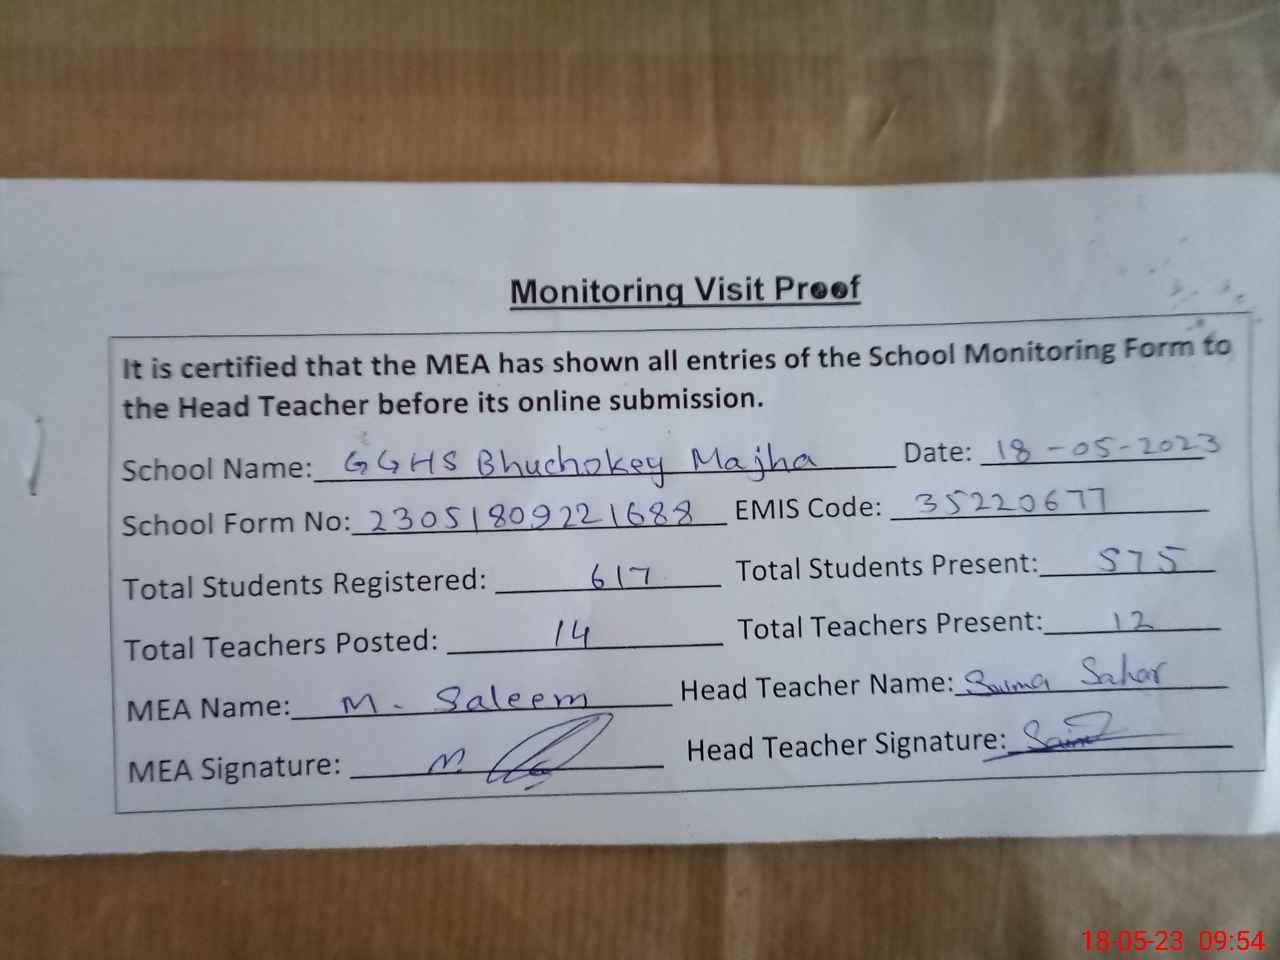 Monitoring Visit Proof
It is certified that the MEA has shown all entries of the School Monitoring Form to
the Head Teacher before its online submission.
School Name: GGHS Bhuchokey Majha Date: 18-05-2023
School Form No: 23051809221688 EMIS Code: 35220677
Total Students Registered: 617 Total Students Present: 575
Total Teachers Posted: 14 Total Teachers Present: 12
MEA Name: M. Saleem Head Teacher Name: Saima Sahar
MEA Signature: M. Head Teacher Signature:
18-05-23 09:54